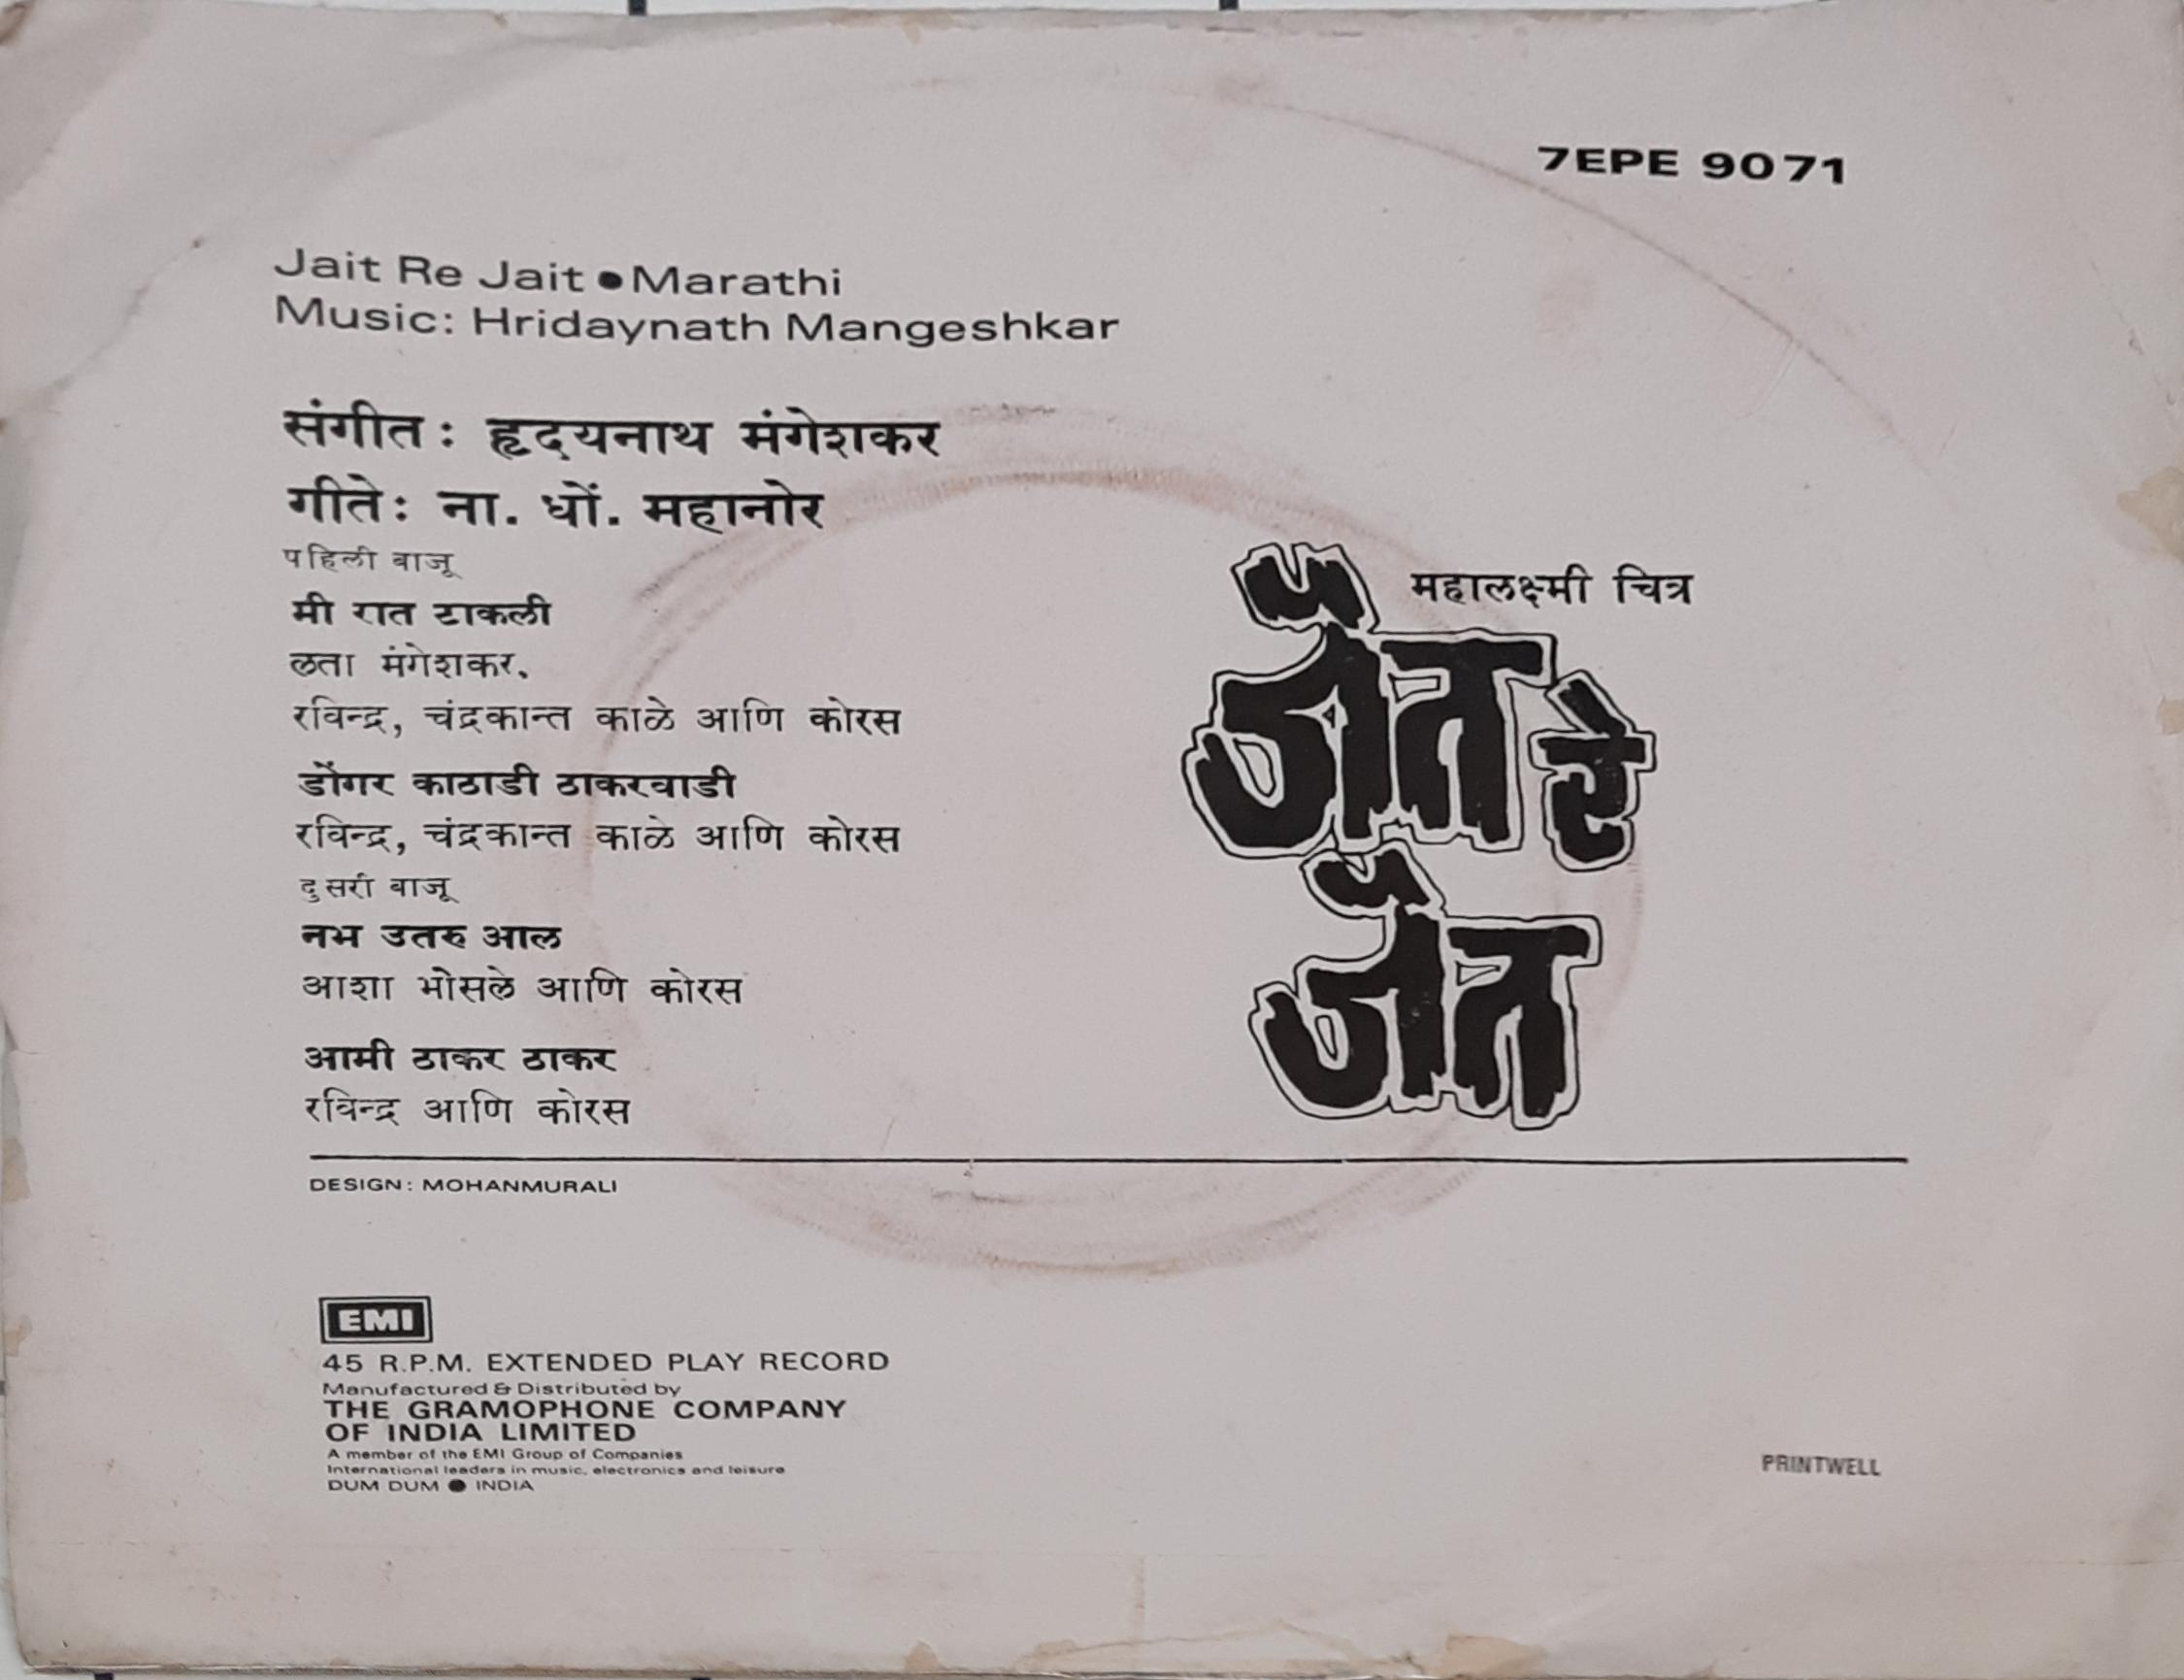 7EPE 9071
Jait Re Jait ● Marathi
Music: Hridaynath Mangeshkar
संगीत: हृदयनाथ मंगेशकर
गीते: ना. धों. महानोर
पहिली बाजू
मी रात टाकली
लता मंगेशकर.
रविन्द्र, चंद्रकान्त काळे आणि कोरस
डोंगर काठाडी ठाकरवाडी
रविन्द्र, चंद्रकान्त काळे आणि कोरस
दुसरी बाजू
नभ उतरु आल
आशा भोसले आणि कोरस
आमी ठाकर ठाकर
रविन्द्र आणि कोरस
महालक्ष्मी चित्र
जैत रे
जैत
DESIGN: MOHANMURALI
EMI
45 R.P.M. EXTENDED PLAY RECORD
Manufactured & Distributed by
THE GRAMOPHONE COMPANY
OF INDIA LIMITED
A member of the EMI Group of Companies
International leaders in music, electronics and leisure
DUM DUM ● INDIA
PRINTWELL